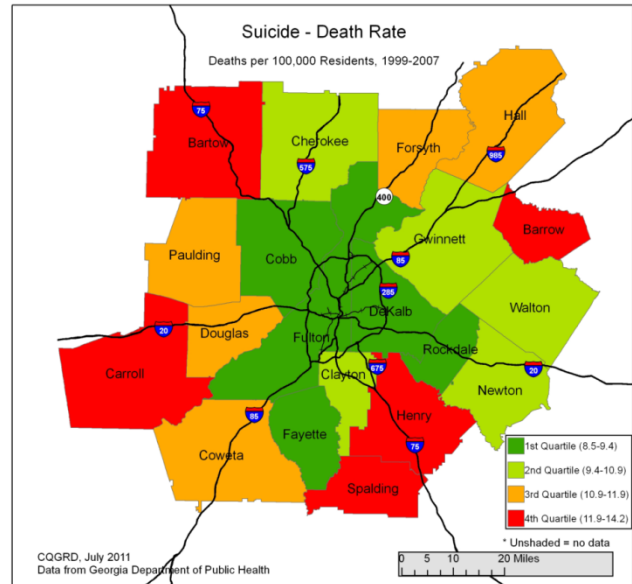 Suicide - Death Rate
Deaths per 100,000 Residents, 1999-2007
Hall
75
Bartow
Cherokee
575
Forsyth
985
400
Barrow
Gwinnett
Paulding
Cobb
85
285
Walton
DeKalb
20
Douglas
Fulton
Rockdale
Carroll
Clayton
675
20
Newton
Henry
85
75
Fayette
Coweta
Spalding
1st Quartile (8.5-9.4)
2nd Quartile (9.4-10.9)
3rd Quartile (10.9-11.9)
4th Quartile (11.9-14.2)
* Unshaded = no data
0 5 10 20 Miles
CQGRD, July 2011
Data from Georgia Department of Public Health